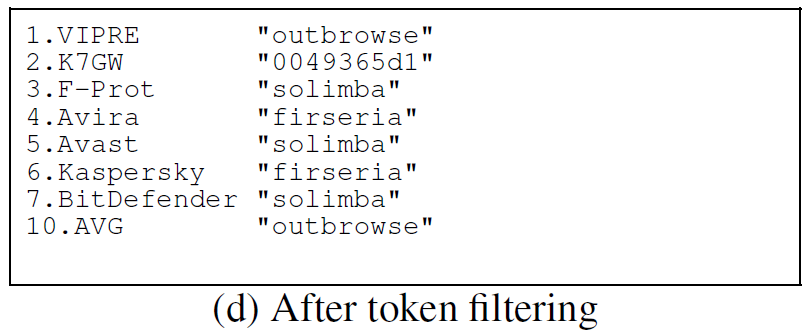 1.VIPRE "outbrowse"
2.K7GW "0049365d1"
3.F-Prot "solimba"
4.Avira "firseria"
5.Avast "solimba"
6.Kaspersky "firseria"
7.BitDefender "solimba"
10.AVG "outbrowse"
(d) After token filtering